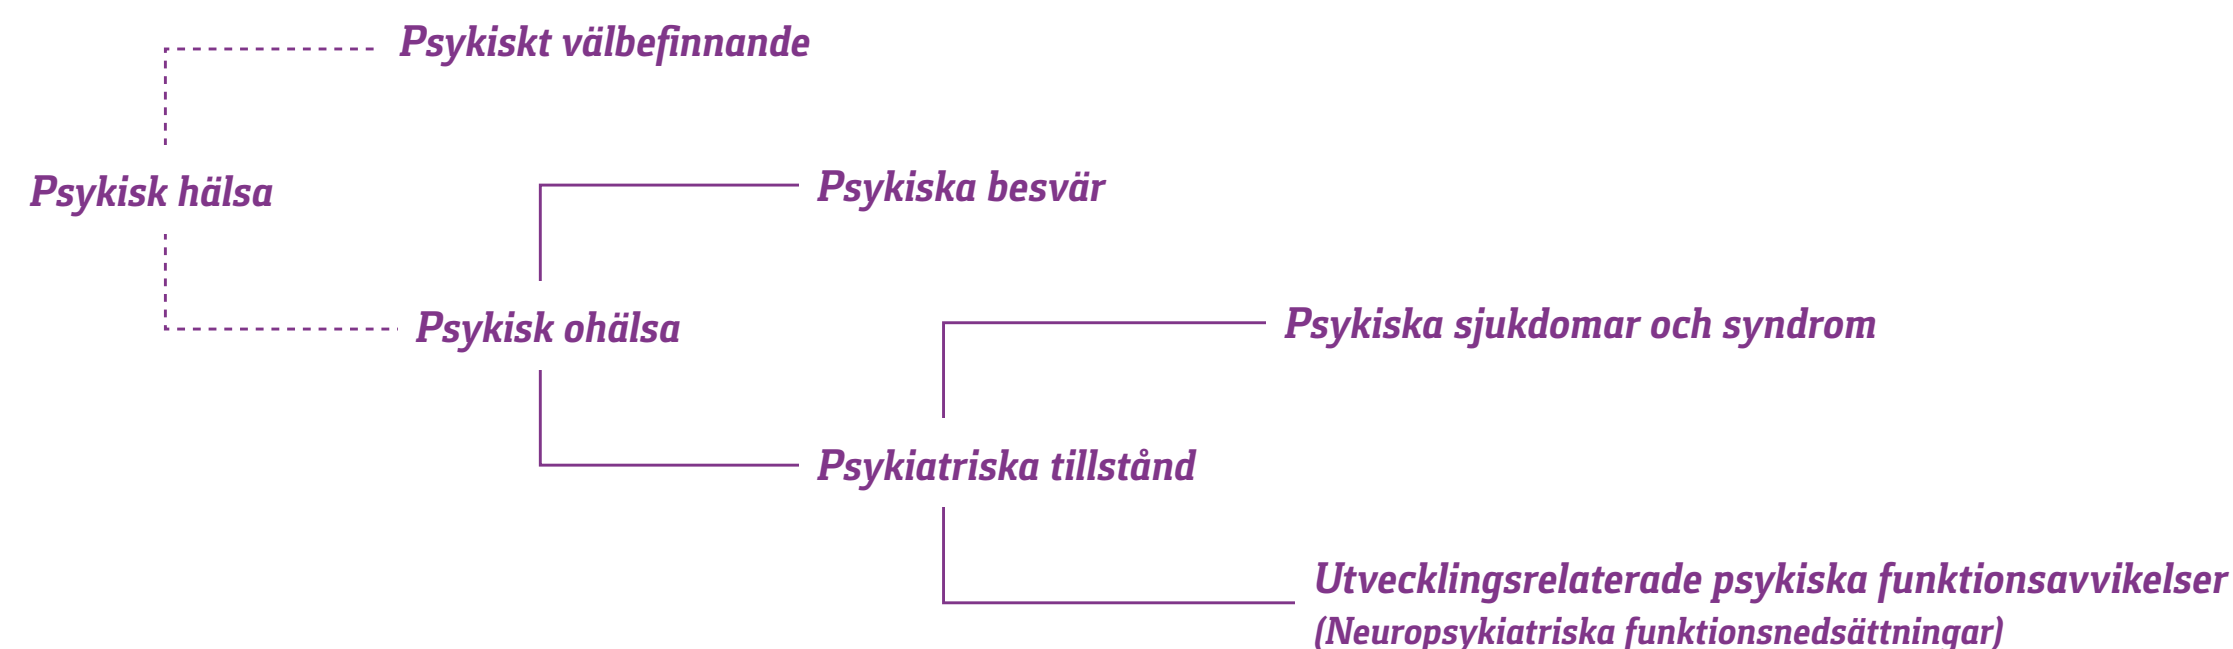 Psykiskt välbefinnande
Psykisk hälsa
Psykiska besvär
Psykisk ohälsa
Psykiska sjukdomar och syndrom
Psykiatriska tillstånd
Utvecklingsrelaterade psykiska funktionsavvikelser
(Neuropsykiatriska funktionsnedsättningar)